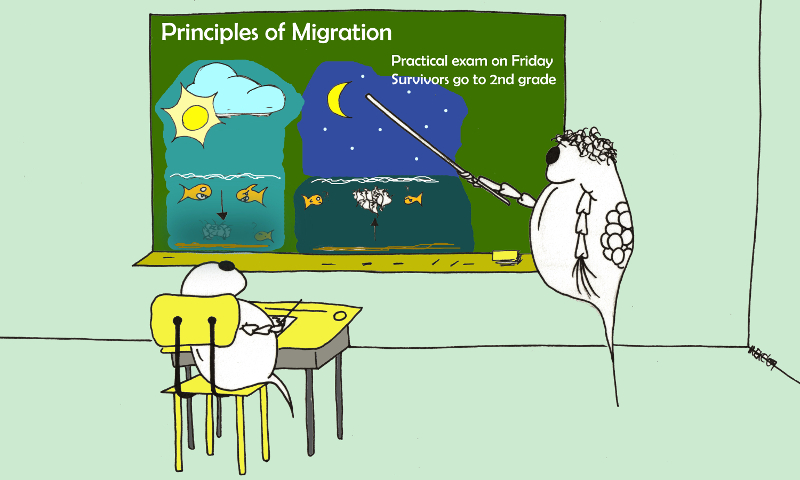 Principles of Migration
Practical exam on Friday
Survivors go to 2nd grade